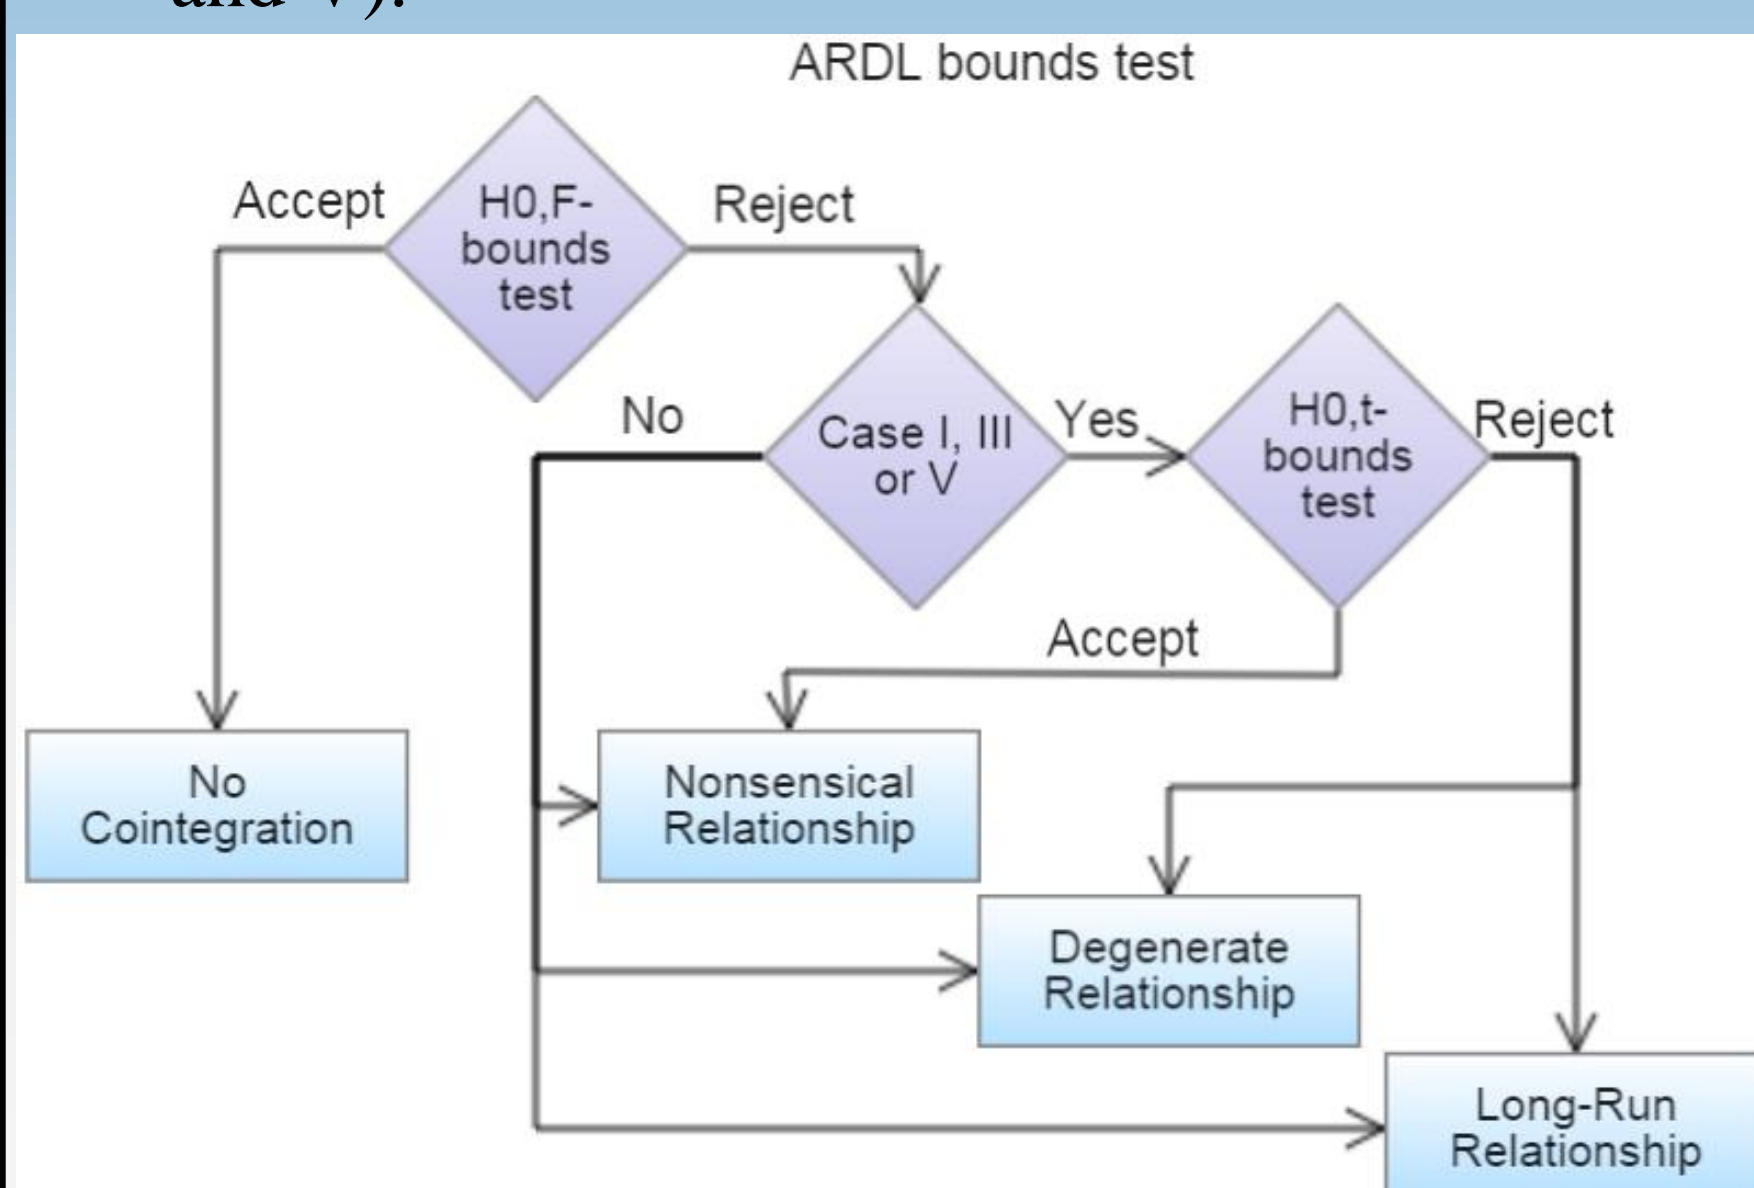 and V).
ARDL bounds test
Accept
H0,F-
bounds
test
Reject
No
Case I, III
or V
Yes
H0,t-
bounds
test
Reject
Accept
No
Cointegration
Nonsensical
Relationship
Degenerate
Relationship
Long-Run
Relationship